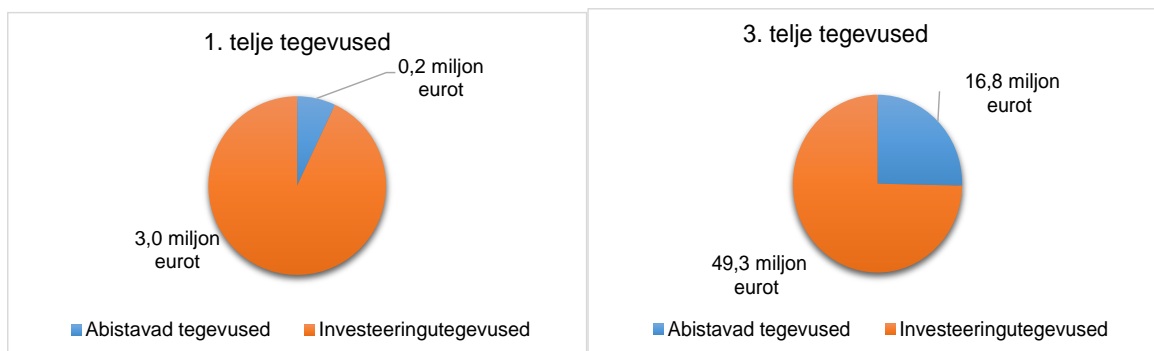 1. telje tegevused
0,2 miljon
eurot
3,0 miljon
eurot
Abistavad tegevused
Investeeringutegevused
3. telje tegevused
16,8 miljon
eurot
49,3 miljon
eurot
Abistavad tegevused
Investeeringutegevused